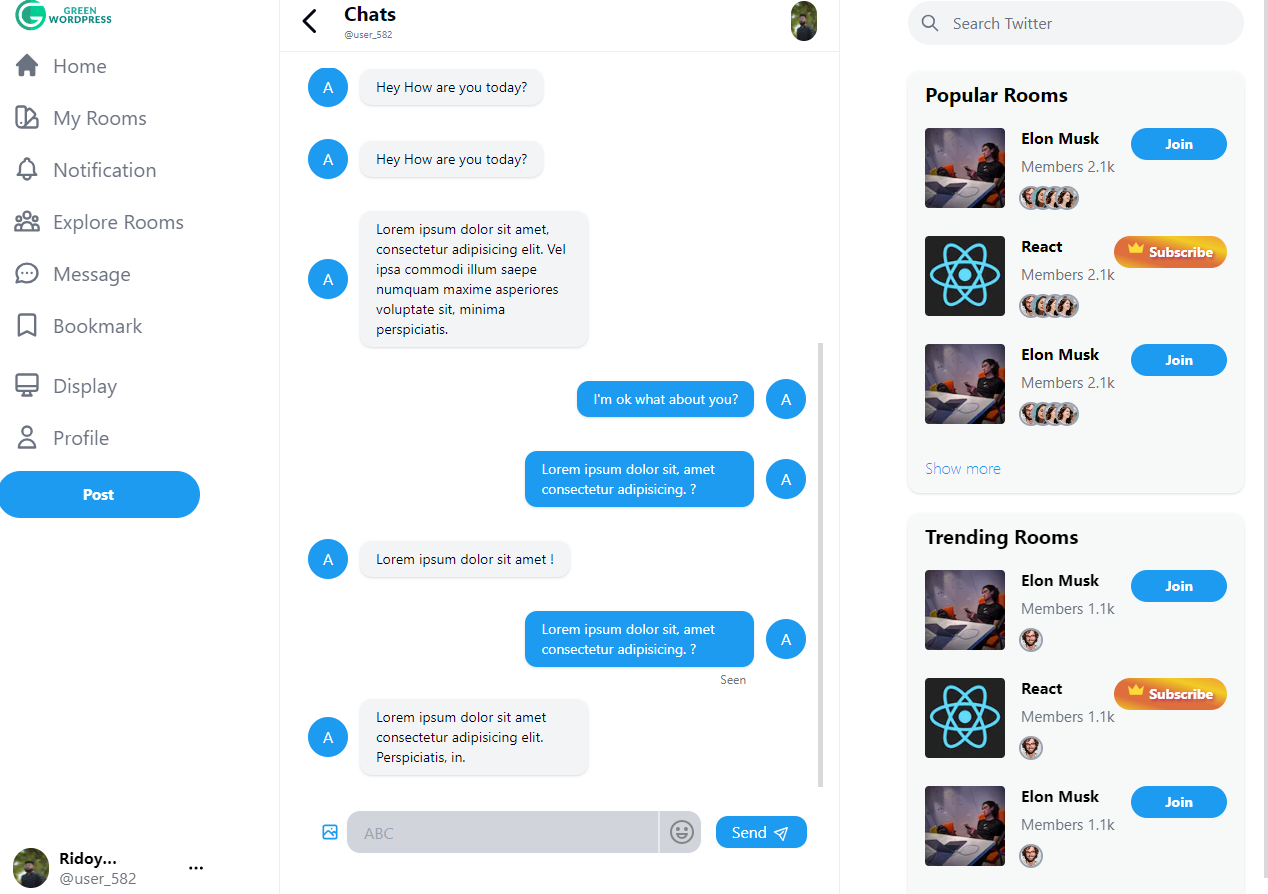 GREEN
WORDPRESS
Home
My Rooms
Notification
Explore Rooms
Message
Bookmark
Display
Profile
Post
Ridoy...
@user_582
...
Chats
@user_582
A
Hey How are you today?
A
Hey How are you today?
A
Lorem ipsum dolor sit amet,
consectetur adipisicing elit. Vel
ipsa commodi illum saepe
numquam maxime asperiores
voluptate sit, minima
perspiciatis.
I'm ok what about you?
A
Lorem ipsum dolor sit, amet
consectetur adipisicing. ?
A
A
Lorem ipsum dolor sit amet !
Lorem ipsum dolor sit, amet
consectetur adipisicing. ?
A
Seen
A
Lorem ipsum dolor sit amet
consectetur adipisicing elit.
Perspiciatis, in.
ABC
Send
Search Twitter
Popular Rooms
Elon Musk
Join
Members 2.1k
React
Subscribe
Members 2.1k
Elon Musk
Join
Members 2.1k
Show more
Trending Rooms
Elon Musk
Join
Members 1.1k
React
Subscribe
Members 1.1k
Elon Musk
Join
Members 1.1k